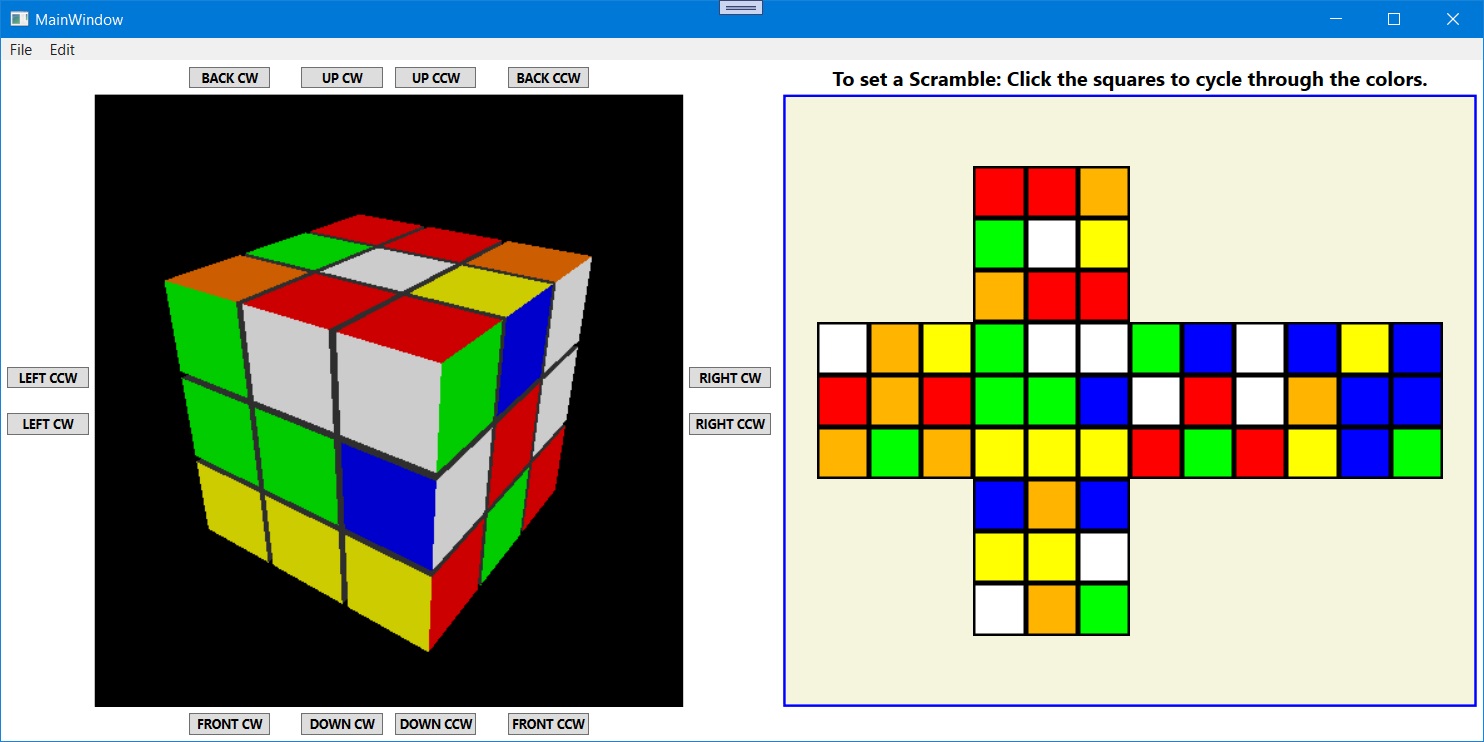 MainWindow
File Edit
BACK CW UP CW UP CCW BACK CCW
To set a Scramble: Click the squares to cycle through the colors.
LEFT CCW RIGHT CW
LEFT CW RIGHT CCW
FRONT CW DOWN CW DOWN CCW FRONT CCW